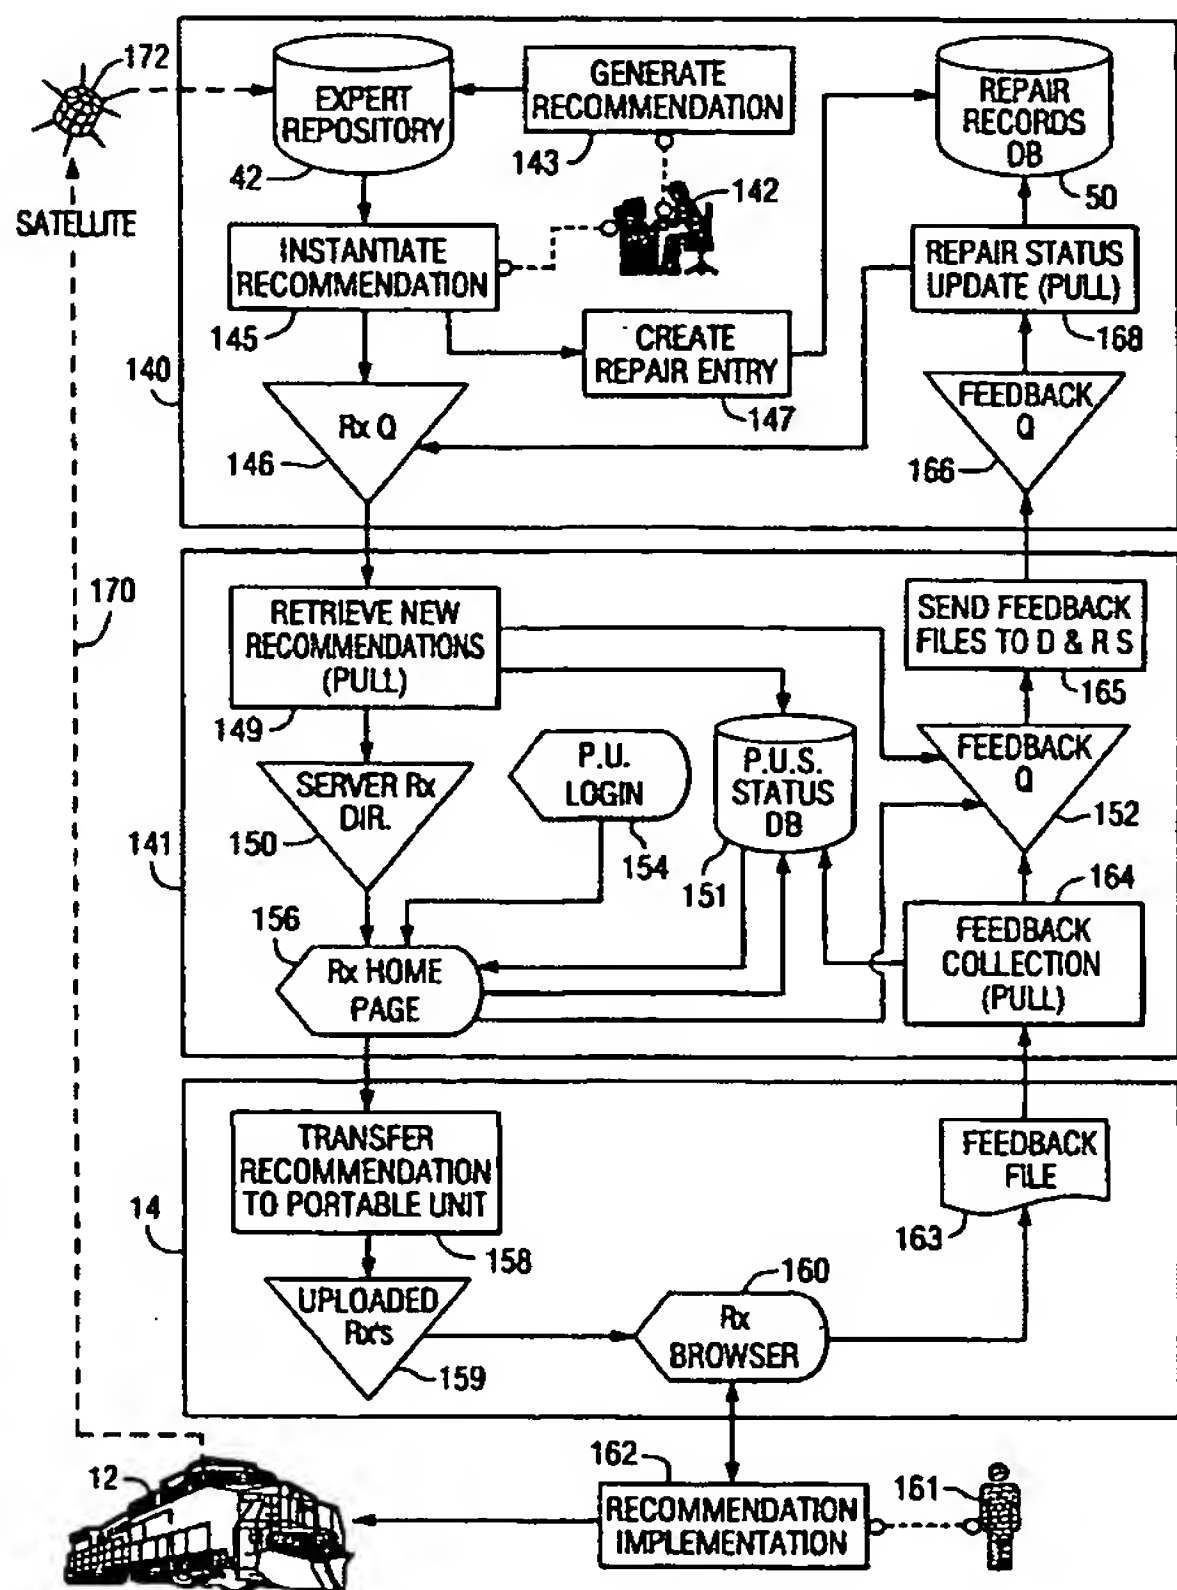 172
EXPERT
REPOSITORY
42
GENERATE
RECOMMENDATION
143
REPAIR
RECORDS
DB
50
142
SATELLITE
INSTANTIATE
RECOMMENDATION
145
REPAIR STATUS
UPDATE (PULL)
168
CREATE
REPAIR ENTRY
147
140
Rx Q
146
FEEDBACK
Q
166
170
RETRIEVE NEW
RECOMMENDATIONS
(PULL)
149
SEND FEEDBACK
FILES TO D & R S
165
P.U.
LOGIN
154
P.U.S.
STATUS
DB
151
FEEDBACK
Q
152
SERVER Rx
DIR.
150
141
164
156
Rx HOME
PAGE
FEEDBACK
COLLECTION
(PULL)
TRANSFER
RECOMMENDATION
TO PORTABLE UNIT
158
FEEDBACK
FILE
163
14
UPLOADED
Rx's
159
160
Rx
BROWSER
12
162
RECOMMENDATION
IMPLEMENTATION
161